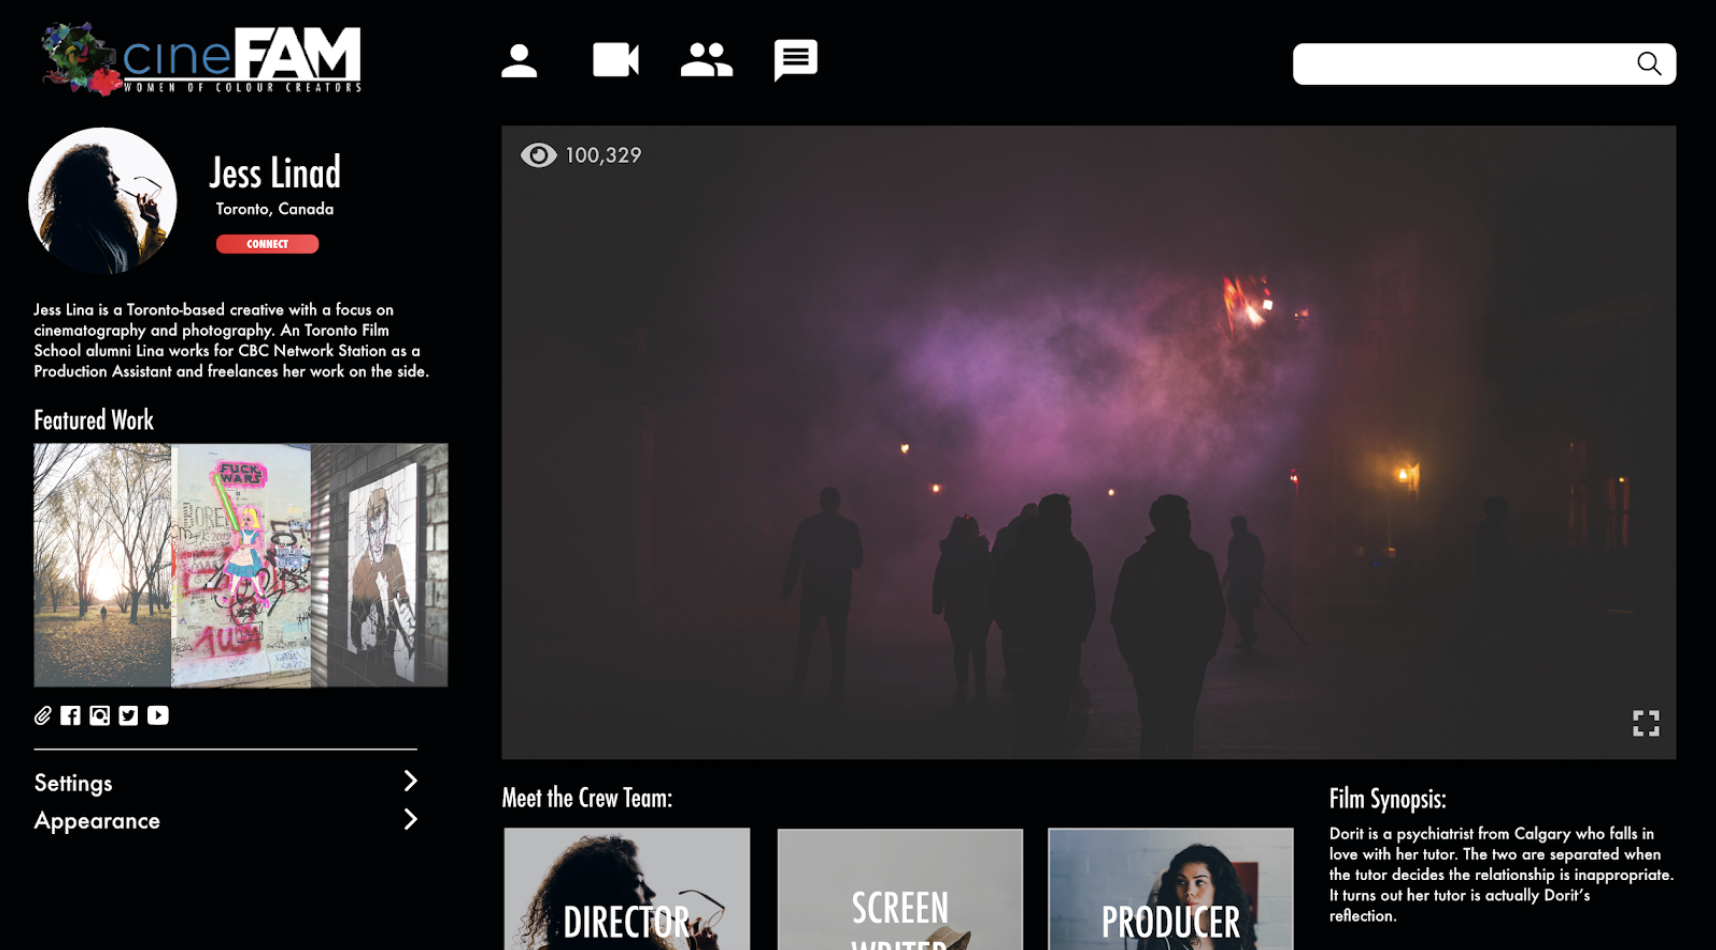 cineFAM
WOMEN OF COLOUR CREATORS
Jess Linad
Toronto, Canada
CONNECT
Jess Lina is a Toronto-based creative with a focus on
cinematography and photography. An Toronto Film
School alumni Lina works for CBC Network Station as a
Production Assistant and freelances her work on the side.
Featured Work
FUCK
WARS
BORE
Settings
Appearance
100,329
Meet the Crew Team:
DIRECTOR
SCREEN
WRITER
PRODUCER
Film Synopsis:
Dorit is a psychiatrist from Calgary who falls in
love with her tutor. The two are separated when
the tutor decides the relationship is inappropriate.
It turns out her tutor is actually Dorit's
reflection.